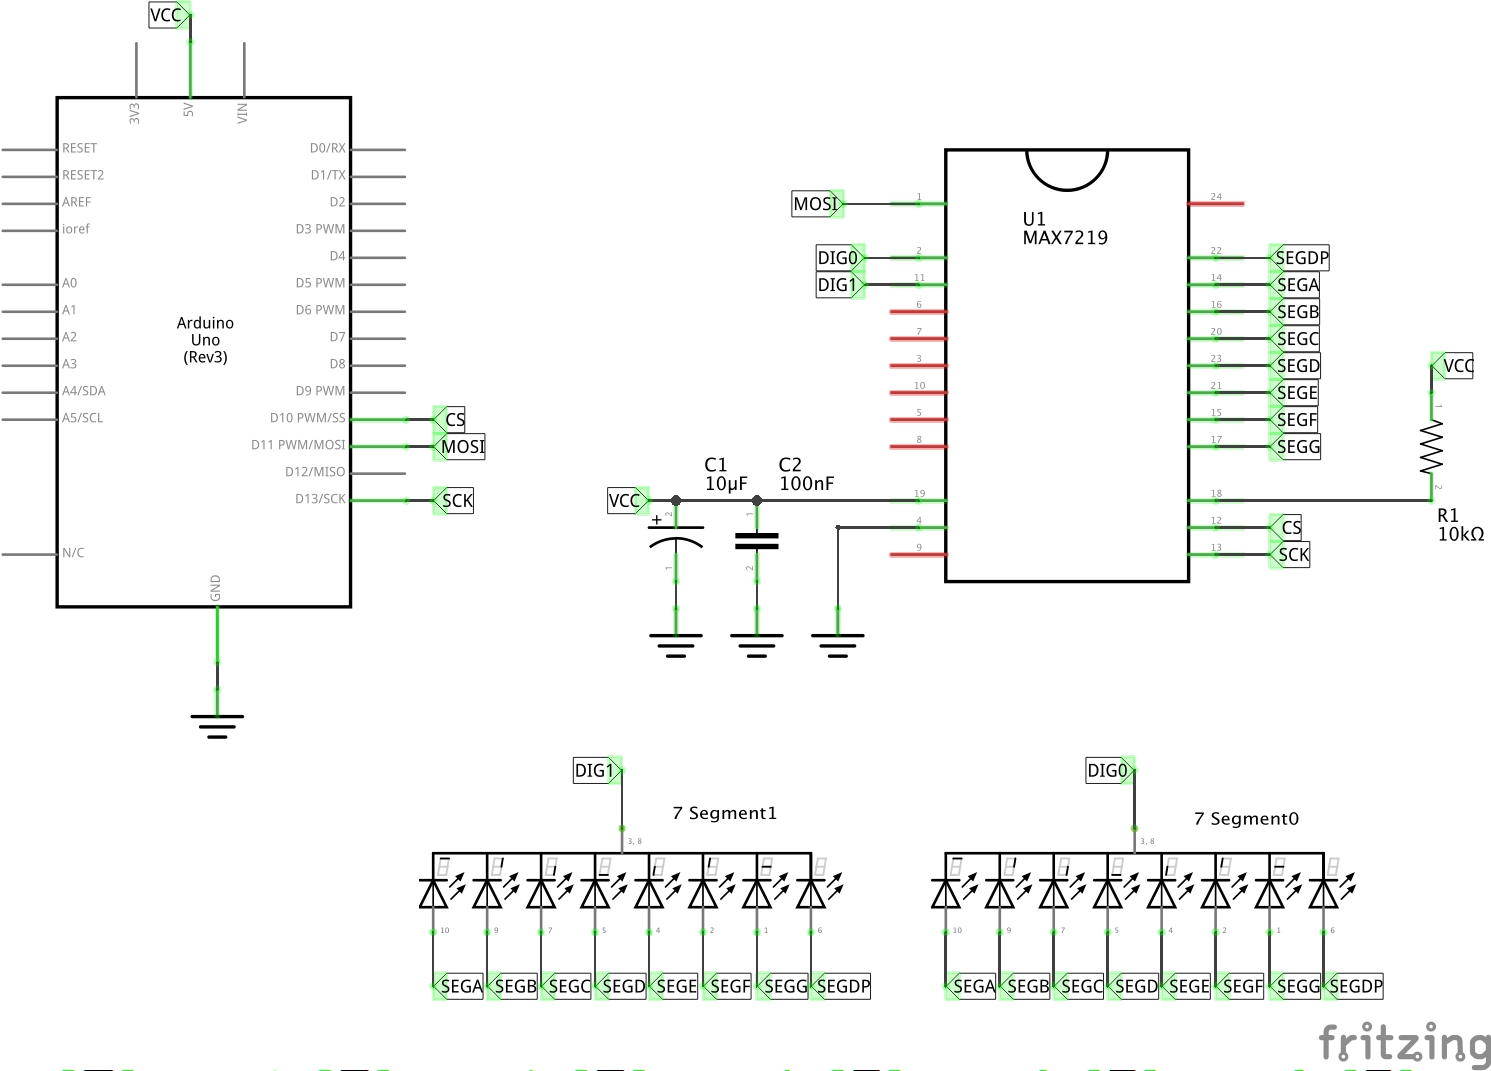 VCC
3V3
5V
VIN
RESET
RESET2
AREF
ioref
A0
A1
A2
A3
A4/SDA
A5/SCL
N/C
Arduino
Uno
(Rev3)
D0/RX
D1/TX
D2
D3 PWM
D4
D5 PWM
D6 PWM
D7
D8
D9 PWM
D10 PWM/SS
D11 PWM/MOSI
D12/MISO
D13/SCK
GND
CS
MOSI
SCK
MOSI
DIG0
DIG1
1
2
11
6
7
3
10
5
8
19
4
9
U1
MAX7219
24
22
14
16
20
23
21
15
17
18
12
13
SEGDP
SEGA
SEGB
SEGC
SEGD
SEGE
SEGF
SEGG
CS
SCK
VCC
1
2
R1
10kΩ
VCC
C1
10µF
C2
100nF
+
2
1
1
2
DIG1
7 Segment1
3, 8
10 9 7 5 4 2 1 6
SEGA SEGB SEGC SEGD SEGE SEGF SEGG SEGDP
DIG0
7 Segment0
3, 8
10 9 7 5 4 2 1 6
SEGA SEGB SEGC SEGD SEGE SEGF SEGG SEGDP
fritzing